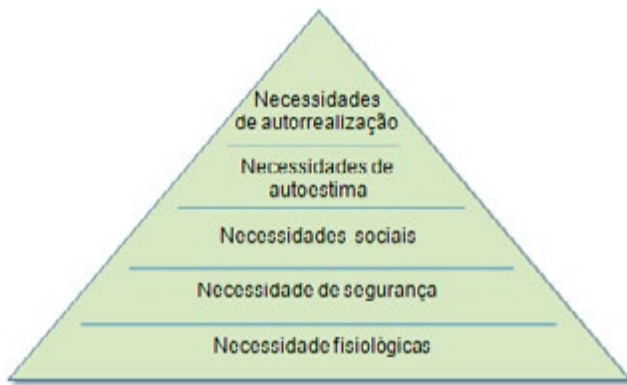 Necessidades
de autorrealização
Necessidades de
autoestima
Necessidades sociais
Necessidade de segurança
Necessidade fisiológicas